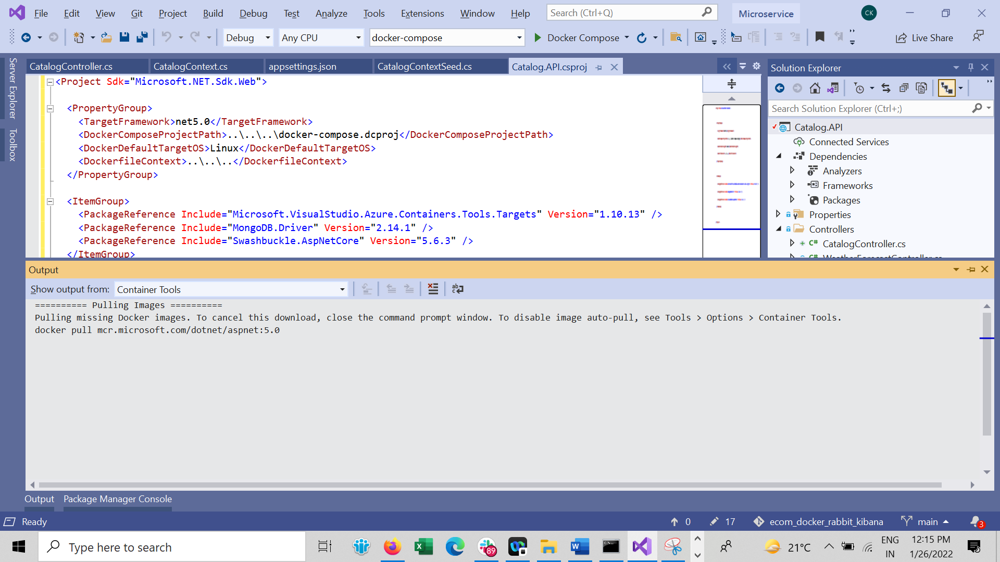 File Edit View Git Project Build Debug Test Analyze Tools Extensions Window Help Search (Ctrl+Q) Microservice CK
Debug Any CPU docker-compose Docker Compose Live Share
Server Explorer
Toolbox
CatalogController.cs CatalogContext.cs appsettings.json CatalogContextSeed.cs Catalog.API.csproj
<Project Sdk="Microsoft.NET.Sdk.Web">
<PropertyGroup>
<TargetFramework>net5.0</TargetFramework>
<DockerComposeProjectPath>..\..\..\docker-compose.dcproj</DockerComposeProjectPath>
<DockerDefaultTargetOS>Linux</DockerDefaultTargetOS>
<DockerfileContext>..\..\..</DockerfileContext>
</PropertyGroup>
<ItemGroup>
<PackageReference Include="Microsoft.VisualStudio.Azure.Containers.Tools.Targets" Version="1.10.13" />
<PackageReference Include="MongoDB.Driver" Version="2.14.1" />
<PackageReference Include="Swashbuckle.AspNetCore" Version="5.6.3" />
</ItemGroup>
Solution Explorer
Search Solution Explorer (Ctrl+;)
Catalog.API
Connected Services
Dependencies
Analyzers
Frameworks
Packages
Properties
Controllers
C# CatalogController.cs
C# WeatherForecastController.cs
Output
Show output from: Container Tools
========== Pulling Images ==========
Pulling missing Docker images. To cancel this download, close the command prompt window. To disable image auto-pull, see Tools > Options > Container Tools.
docker pull mcr.microsoft.com/dotnet/aspnet:5.0
Output Package Manager Console
Ready 0 17 ecom_docker_rabbit_kibana main 3
Type here to search 89 21°C ENG 12:15 PM
IN 1/26/2022